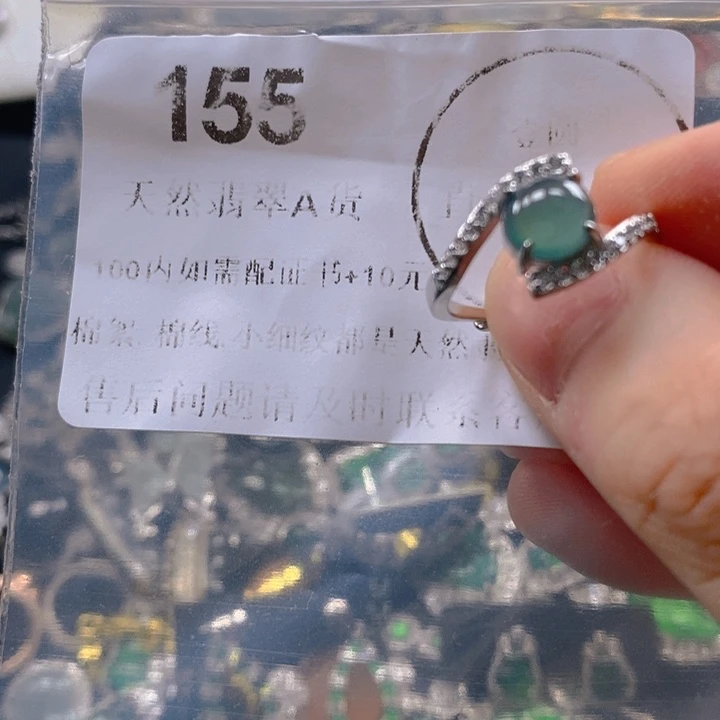 155
天然翡翠A货
100内如需配证书+10元
棉絮.棉线.小细纹都是天然
售后问题请及时联系客